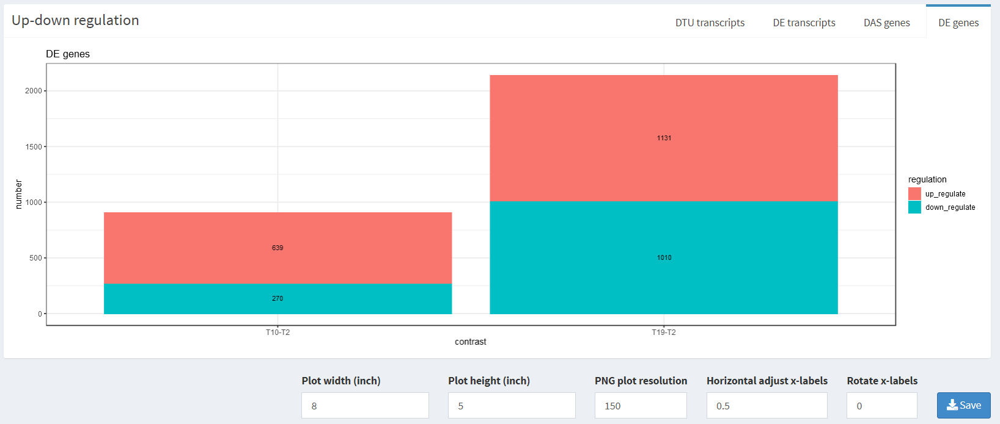 Up-down regulation
DTU transcripts
DE transcripts
DAS genes
DE genes
DE genes
number
2000
1500
1000
500
0
1131
639
1010
270
T10-T2
T19-T2
contrast
regulation
up_regulate
down_regulate
Plot width (inch)
Plot height (inch)
PNG plot resolution
Horizontal adjust x-labels
Rotate x-labels
8
5
150
0.5
0
Save